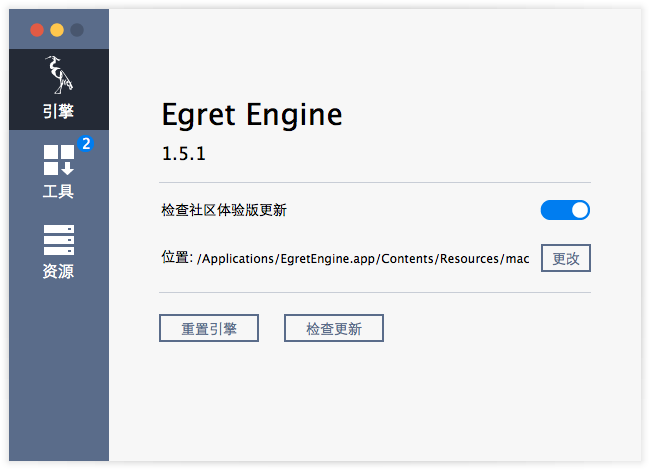 引擎
2
工具
资源
Egret Engine
1.5.1
检查社区体验版更新
位置: /Applications/EgretEngine.app/Contents/Resources/mac
更改
重置引擎
检查更新